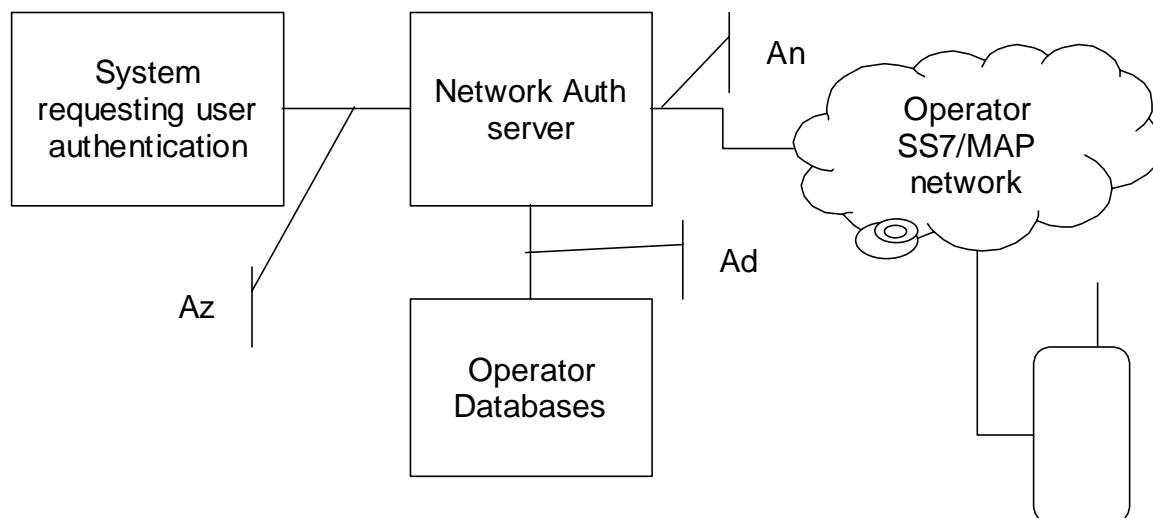 System
requesting user
authentication
Network Auth
server
An
Operator
SS7/MAP
network
Az
Ad
Operator
Databases